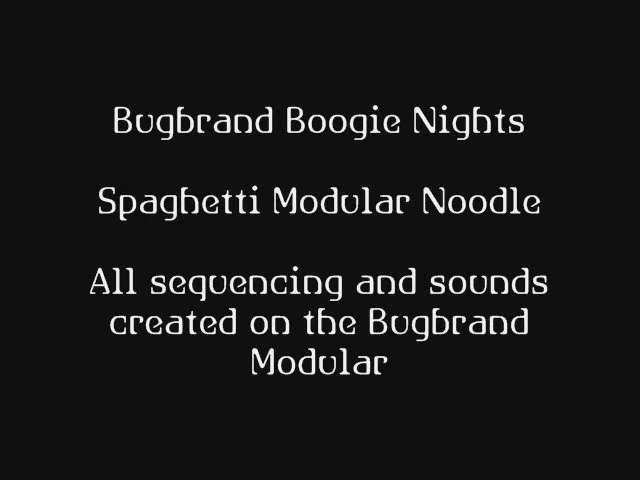 Bugbrand Boogie Nights
Spaghetti Modular Noodle
All sequencing and sounds
created on the Bugbrand
Modular